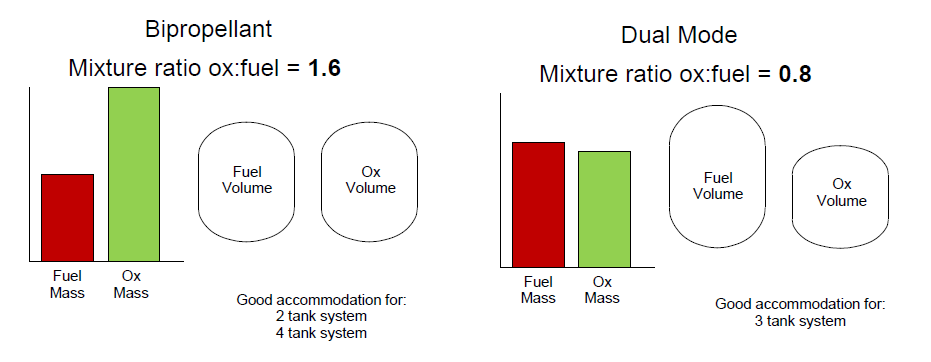 Bipropellant
Mixture ratio ox:fuel = 1.6
Fuel
Volume
Ox
Volume
Fuel
Mass
Ox
Mass
Good accommodation for:
2 tank system
4 tank system
Dual Mode
Mixture ratio ox:fuel = 0.8
Fuel
Volume
Ox
Volume
Fuel
Mass
Ox
Mass
Good accommodation for:
3 tank system